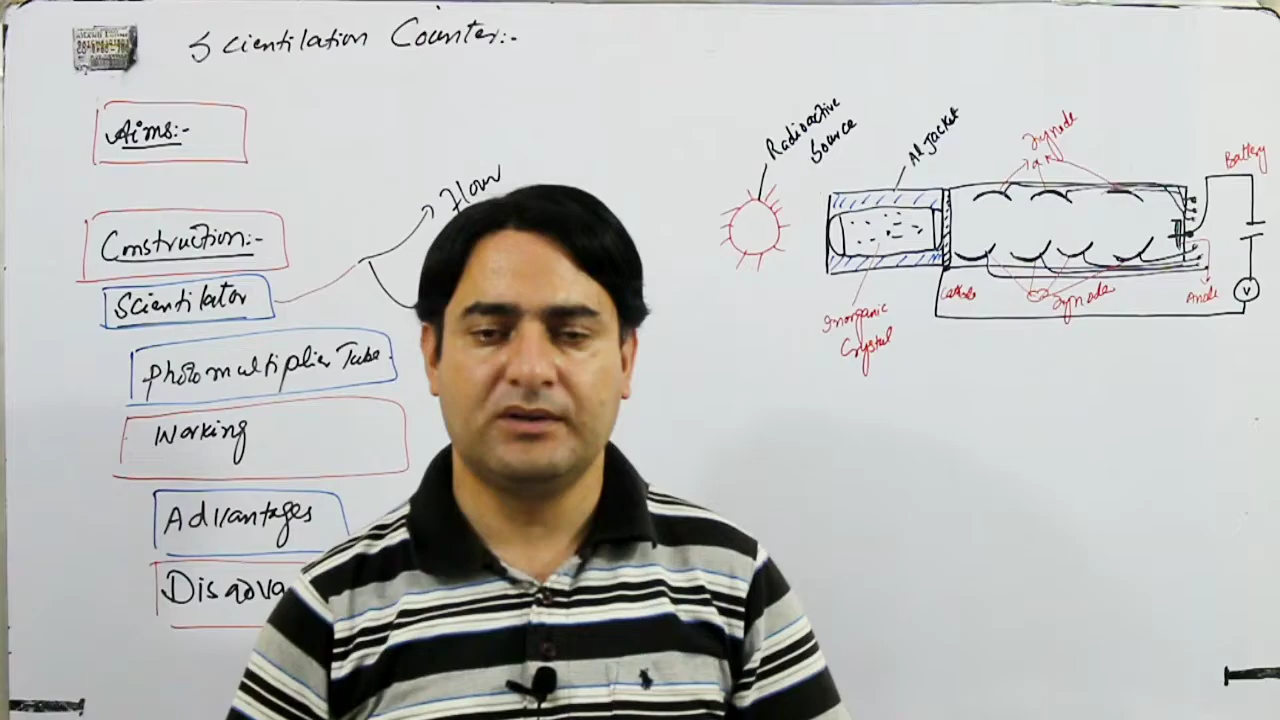 Scientilation Counter:-
Aims:-
Construction:-
Scientilator
Flour
Photomultiplier Tube
Working
Advantages
Disadva
Radioactive
Source
Al Jacket
Dynode
Battery
Cathode
Dynode
Anode
V
Inorganic
Crystal